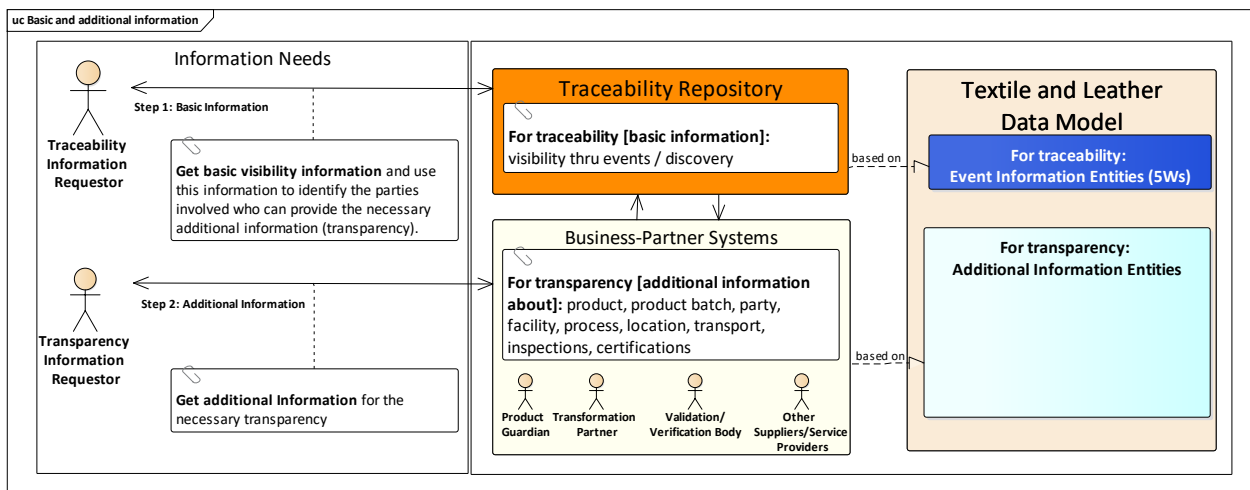 uc Basic and additional information
Information Needs
Traceability
Information
Requestor
Step 1: Basic Information
Get basic visibility information and use
this information to identify the parties
involved who can provide the necessary
additional information (transparency).
Transparency
Information
Requestor
Step 2: Additional Information
Get additional Information for the
necessary transparency
Traceability Repository
For traceability [basic information]:
visibility thru events / discovery
Business-Partner Systems
For transparency [additional information
about]: product, product batch, party,
facility, process, location, transport,
inspections, certifications
Product
Guardian
Transformation
Partner
Validation/
Verification Body
Other
Suppliers/Service
Providers
based on
based on
Textile and Leather
Data Model
For traceability:
Event Information Entities (5Ws)
For transparency:
Additional Information Entities